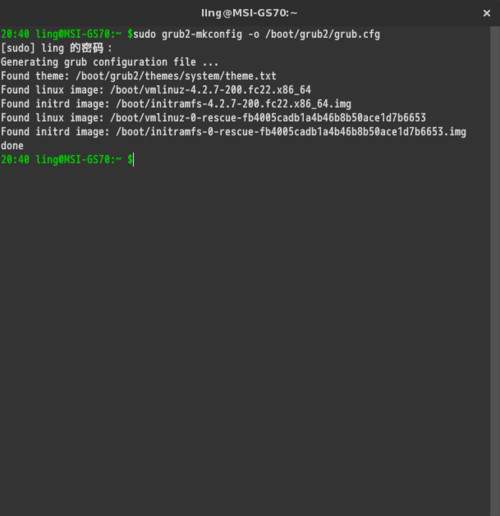 ling@MSI-GS70:~
20:40 ling@MSI-GS70:~ $sudo grub2-mkconfig -o /boot/grub2/grub.cfg
[sudo] ling 的密码：
Generating grub configuration file ...
Found theme: /boot/grub2/themes/system/theme.txt
Found linux image: /boot/vmlinuz-4.2.7-200.fc22.x86_64
Found initrd image: /boot/initramfs-4.2.7-200.fc22.x86_64.img
Found linux image: /boot/vmlinuz-0-rescue-fb4005cadb1a4b46b8b50ace1d7b6653
Found initrd image: /boot/initramfs-0-rescue-fb4005cadb1a4b46b8b50ace1d7b6653.img
done
20:40 ling@MSI-GS70:~ $